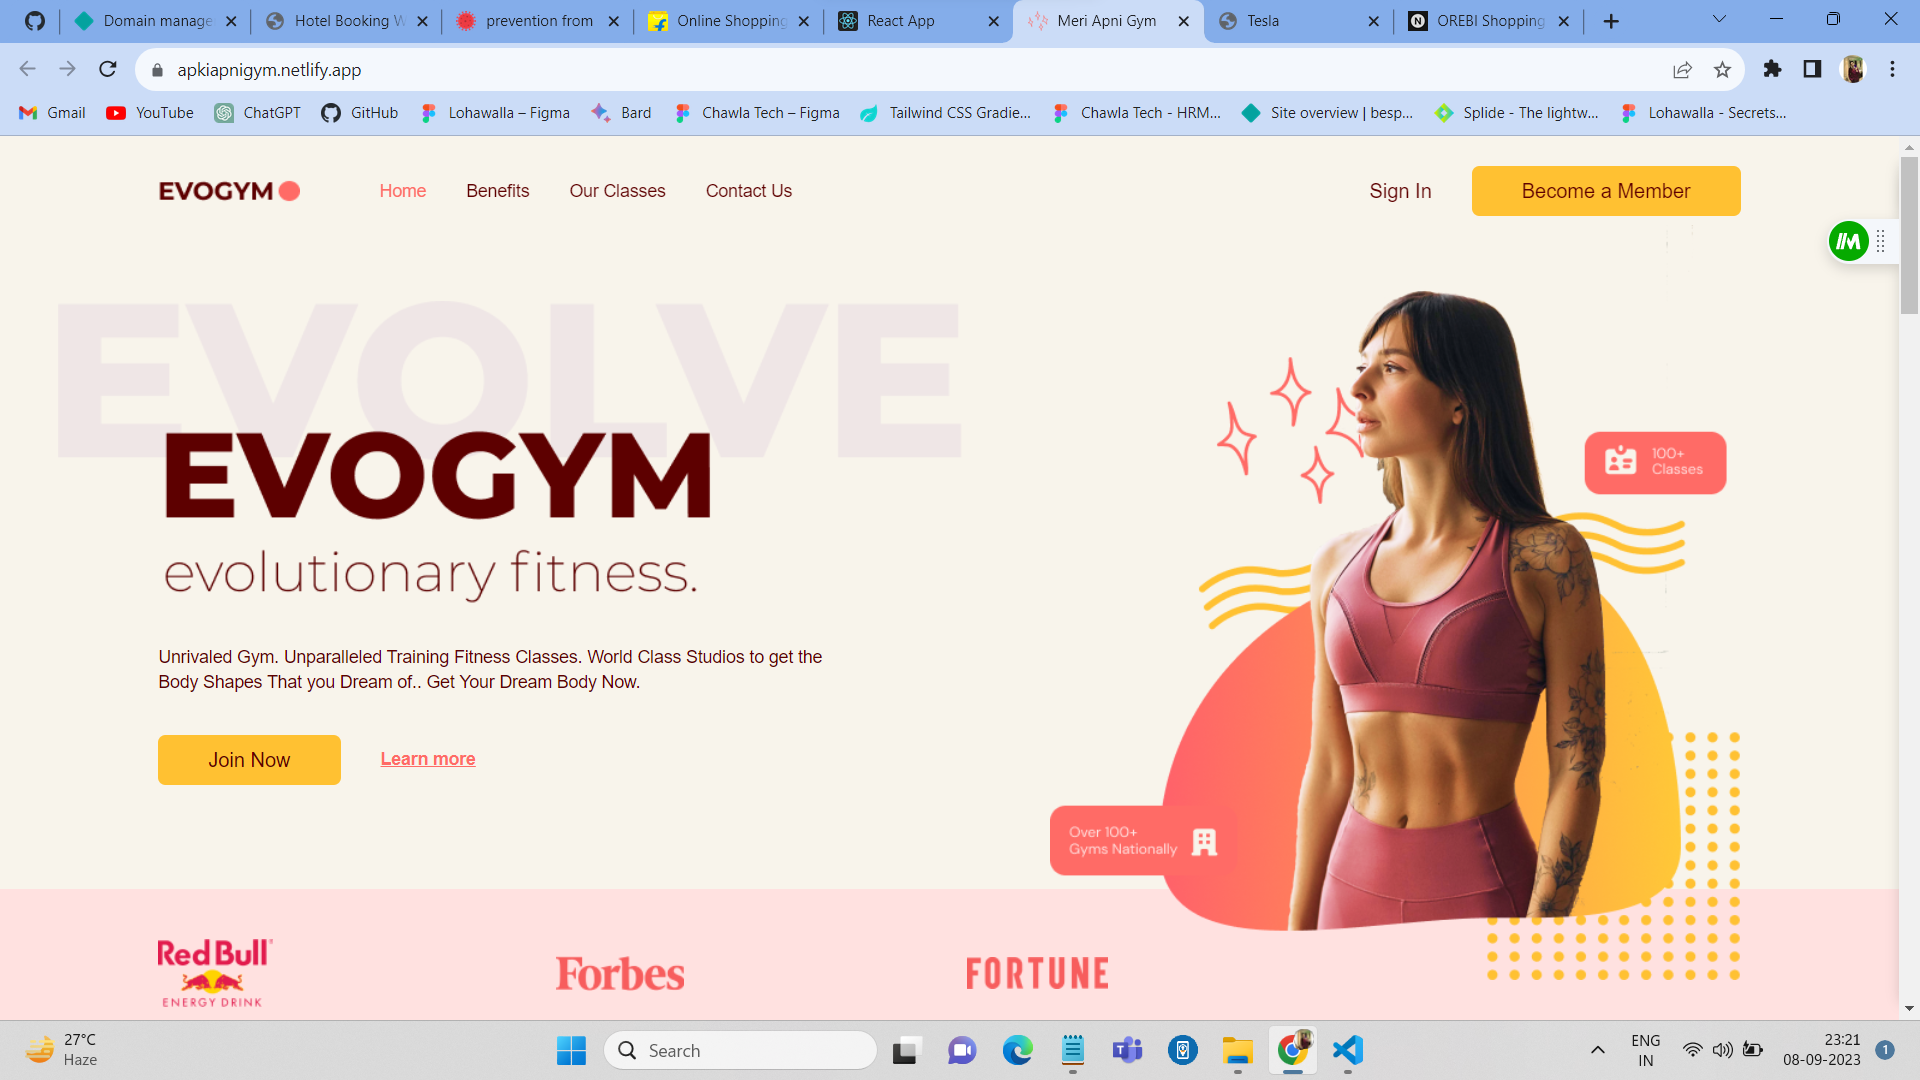 Domain manage
Hotel Booking W
prevention from
Online Shopping
React App
Meri Apni Gym
Tesla
OREBI Shopping
apkiapnigym.netlify.app
Gmail
YouTube
ChatGPT
GitHub
Lohawalla – Figma
Bard
Chawla Tech – Figma
Tailwind CSS Gradie...
Chawla Tech - HRM...
Site overview | besp...
Splide - The lightw...
Lohawalla - Secrets...
EVOGYM
Home
Benefits
Our Classes
Contact Us
Sign In
Become a Member
EVOLVE
EVOGYM
evolutionary fitness.
100+
Classes
Unrivaled Gym. Unparalleled Training Fitness Classes. World Class Studios to get the
Body Shapes That you Dream of.. Get Your Dream Body Now.
Join Now
Learn more
Over 100+
Gyms Nationally
Red Bull
ENERGY DRINK
Forbes
FORTUNE
27°C
Haze
Search
ENG
IN
23:21
08-09-2023
1